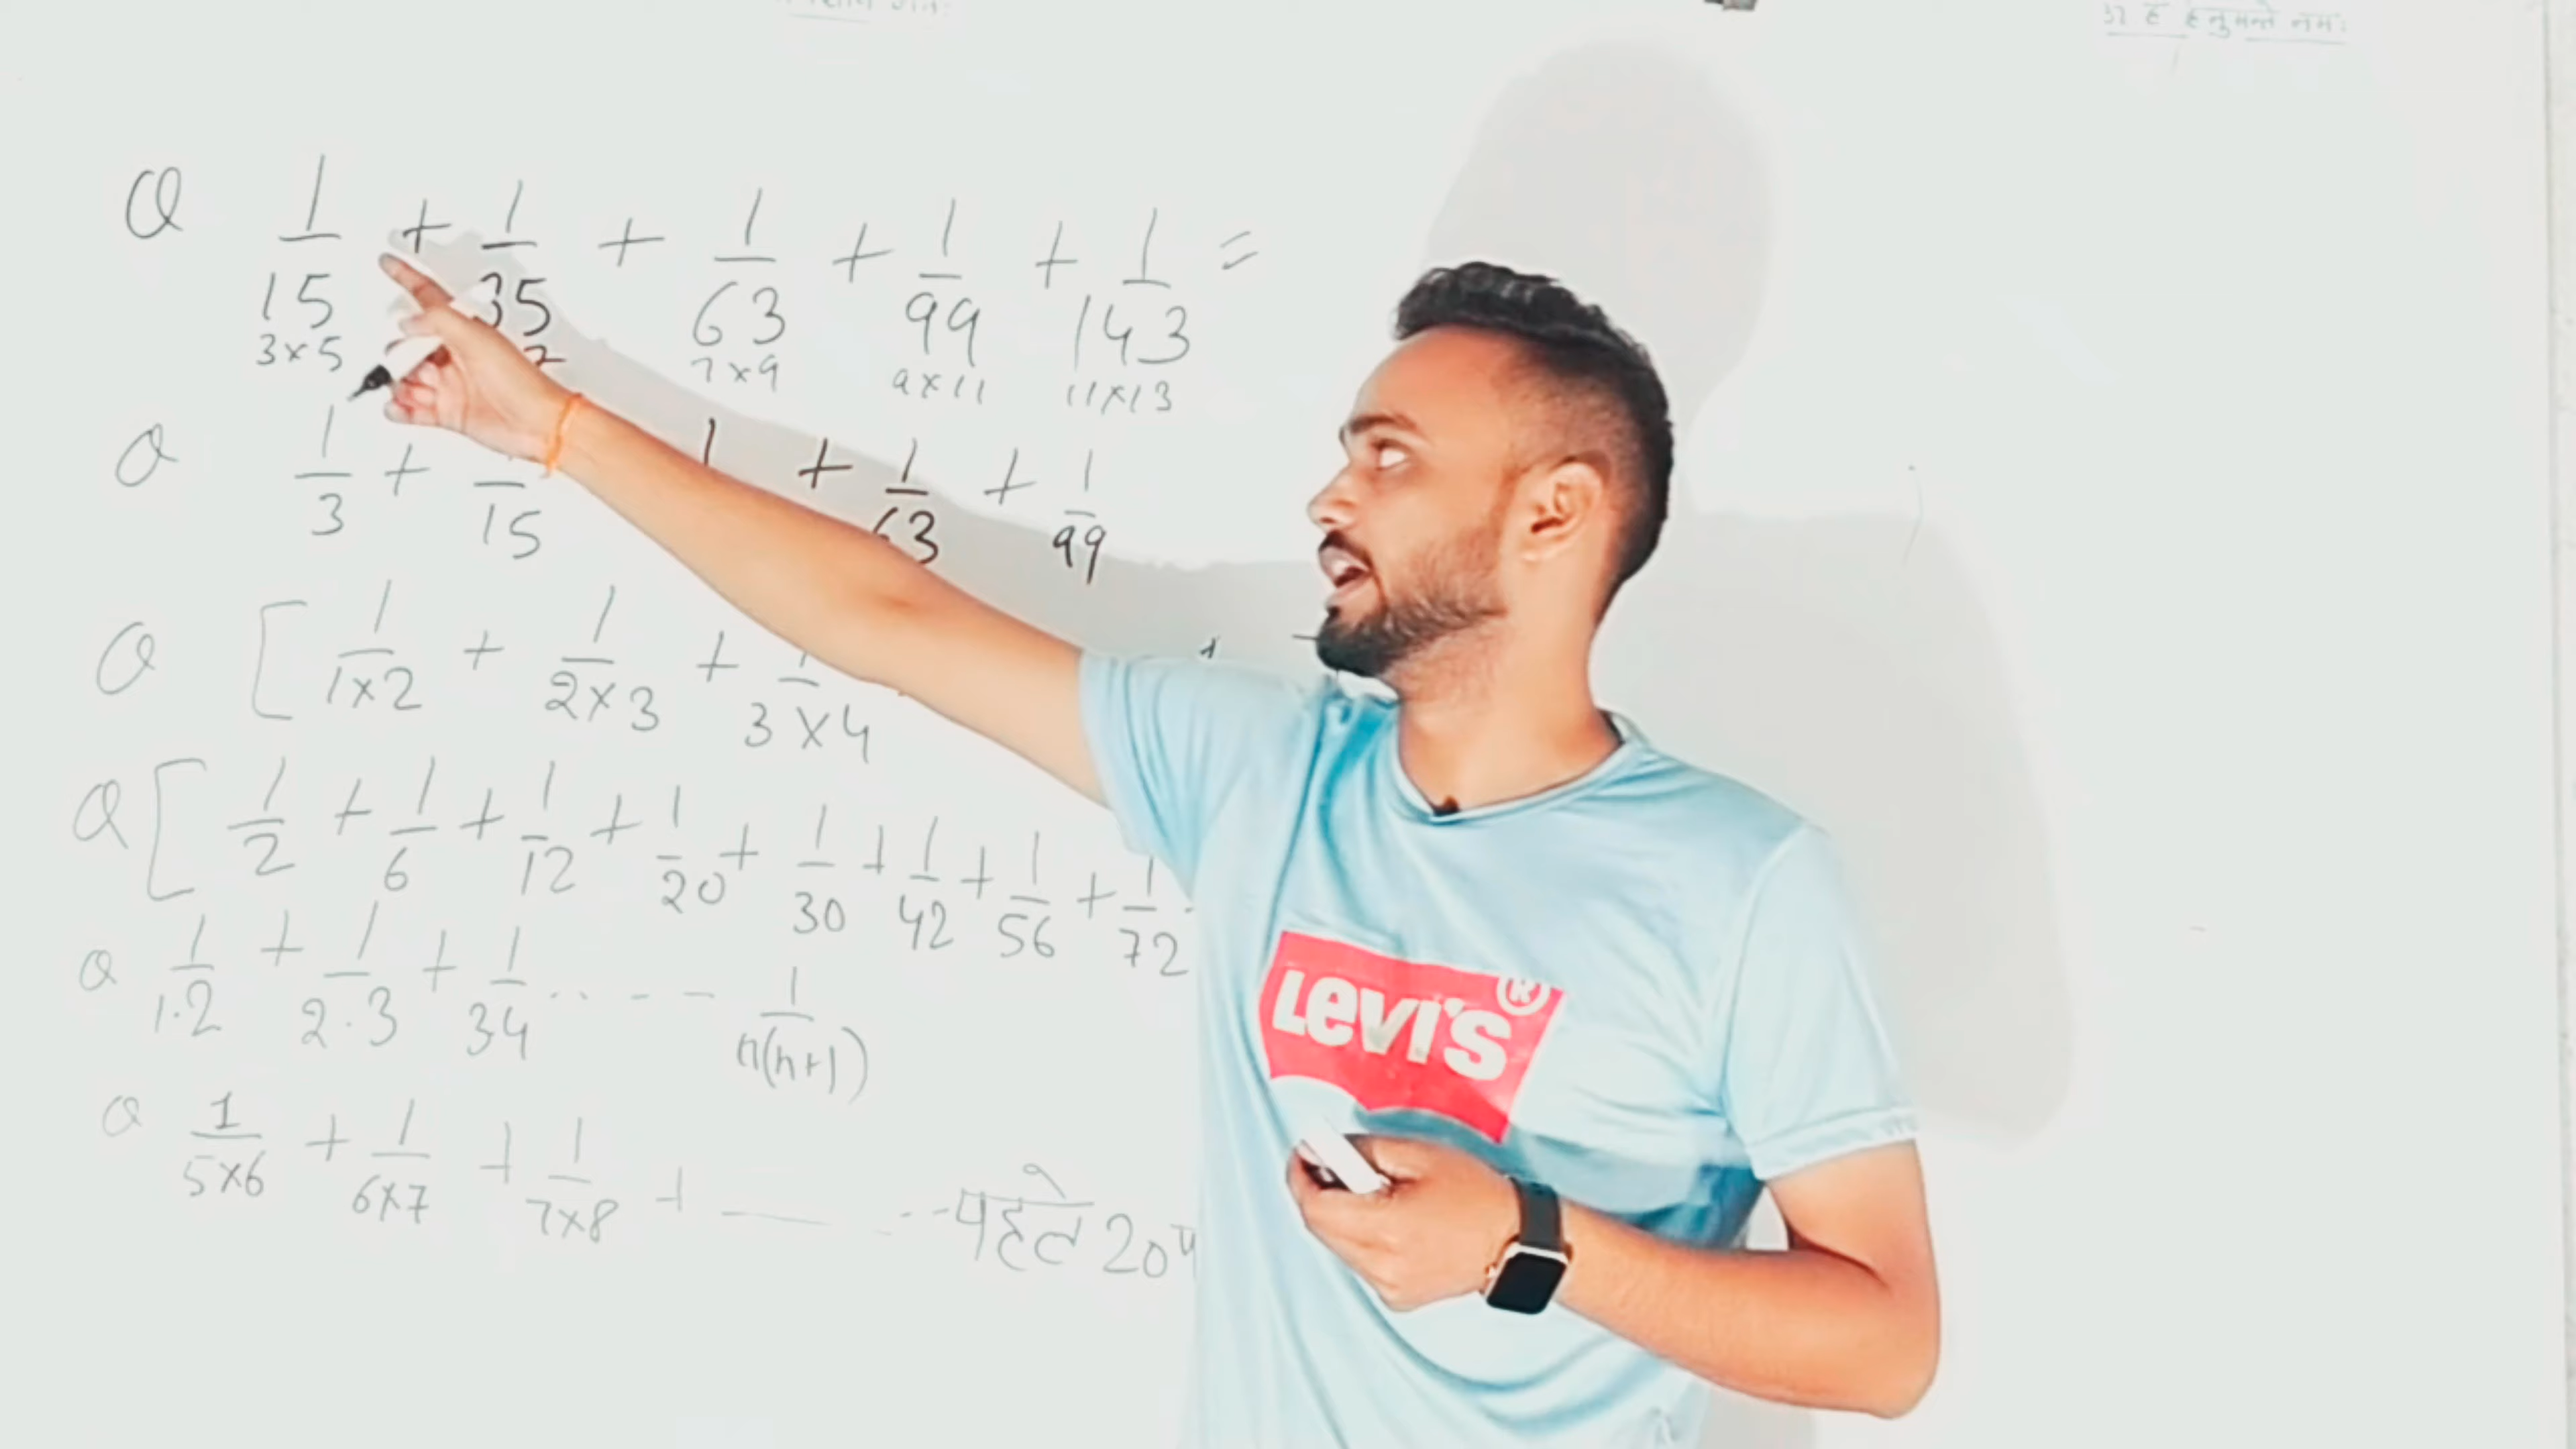 हं हनुमन्ते नमः
Q 1/15 + 1/35 + 1/63 + 1/99 + 1/143 =
3×5 7×9 9×11 11×13
Q 1/3 + 1/15 + 1/63 + 1/99
Q [ 1/1×2 + 1/2×3 + 1/3×4
Q [ 1/2 + 1/6 + 1/12 + 1/20 + 1/30 + 1/42 + 1/56 + 1/72
Q 1/1·2 + 1/2·3 + 1/34 ..--- 1/n(n+1)
Q 1/5×6 + 1/6×7 + 1/7×8 + ---- पहले 20
LEVI'S ®